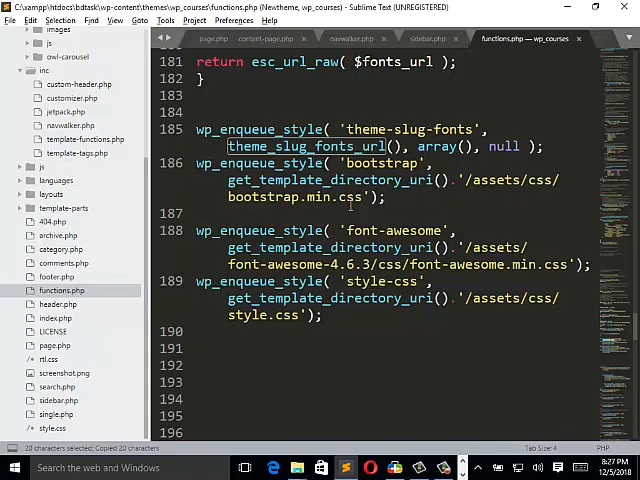 C:\xampp\htdocs\bdtask\wp-content\themes\wp_courses\functions.php (Newtheme, wp_courses) - Sublime Text (UNREGISTERED)
File Edit Selection Find View Goto Tools Project Preferences Help
images
js
owl-carousel
inc
custom-header.php
customizer.php
jetpack.php
navwalker.php
template-functions.php
template-tags.php
js
languages
layouts
template-parts
404.php
archive.php
category.php
comments.php
footer.php
functions.php
header.php
index.php
LICENSE
page.php
rtl.css
screenshot.png
search.php
sidebar.php
single.php
style.css
page.php content-page.php navwalker.php sidebar.php functions.php — wp_courses
181 return esc_url_raw( $fonts_url );
182 }
183
184
185 wp_enqueue_style( 'theme-slug-fonts',
theme_slug_fonts_url(), array(), null );
186 wp_enqueue_style( 'bootstrap',
get_template_directory_uri().'/assets/css/
bootstrap.min.css');
187
188 wp_enqueue_style( 'font-awesome',
get_template_directory_uri().'/assets/
font-awesome-4.6.3/css/font-awesome.min.css');
189 wp_enqueue_style( 'style-css',
get_template_directory_uri().'/assets/css/
style.css');
190
191
192
193
194
195
196
20 characters selected; Copied 20 characters Tab Size: 4 PHP
Search the web and Windows
8:27 PM
12/5/2018